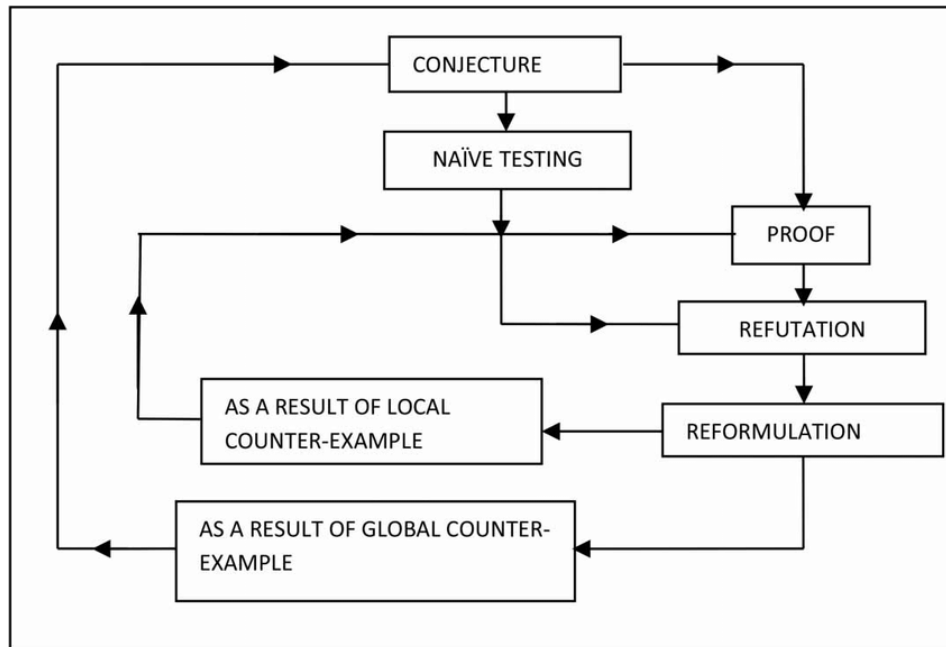 CONJECTURE
NAÏVE TESTING
PROOF
REFUTATION
AS A RESULT OF LOCAL
COUNTER-EXAMPLE
REFORMULATION
AS A RESULT OF GLOBAL COUNTER-
EXAMPLE